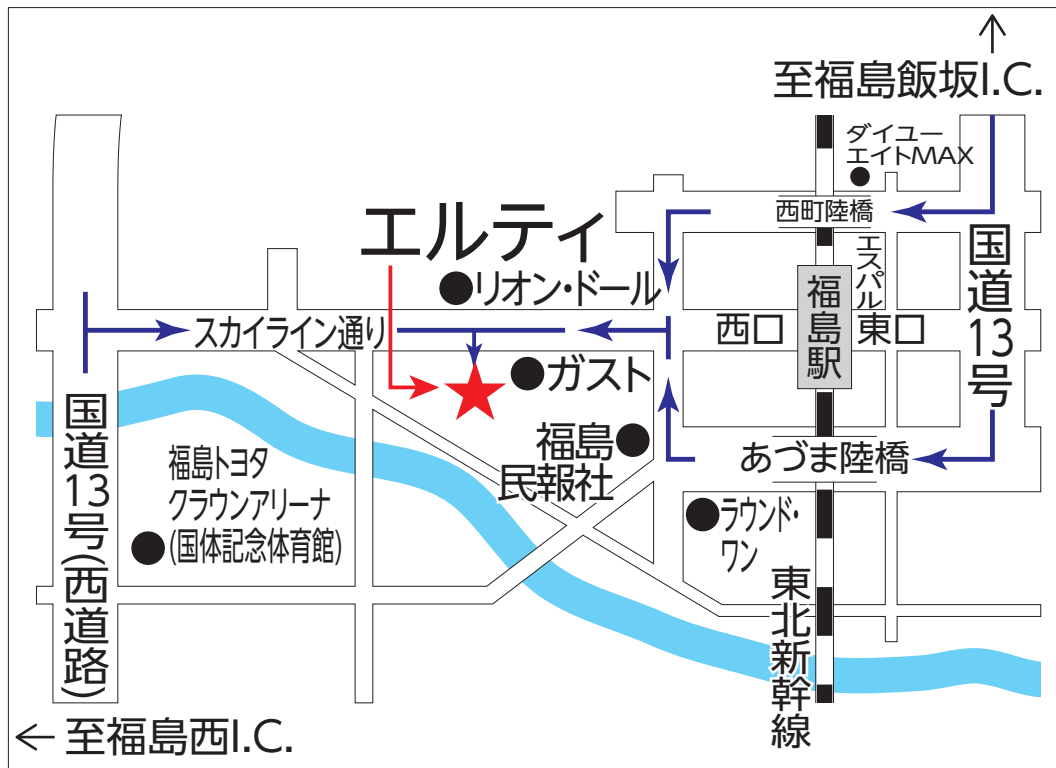 至福島飯坂I.C.
ダイユー
エイトMAX
西町陸橋
エルティ
リオン・ドール
エスパル
国道13号
スカイライン通り
西口
福島駅
東口
ガスト
福島
民報社
あづま陸橋
国道13号(西道路)
福島トヨタ
クラウンアリーナ
(国体記念体育館)
ラウンド・
ワン
東北新幹線
至福島西I.C.